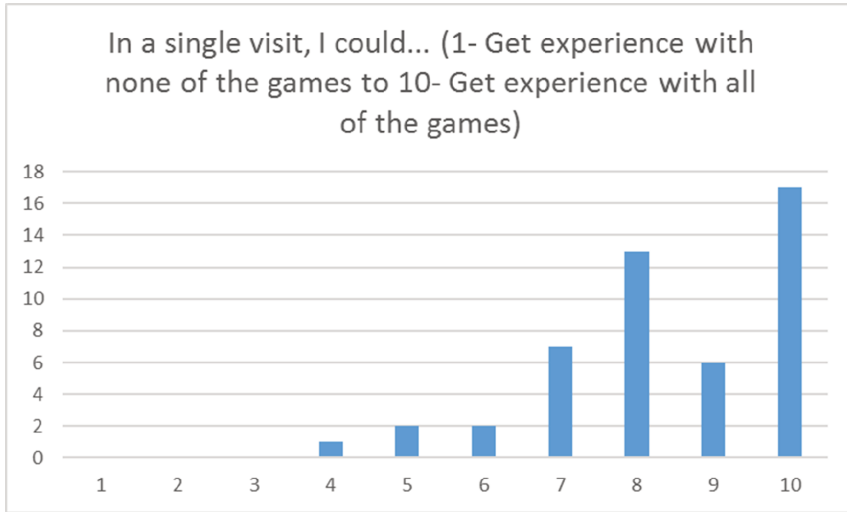 In a single visit, I could... (1- Get experience with
none of the games to 10- Get experience with all
of the games)
18
16
14
12
10
8
6
4
2
0
1 2 3 4 5 6 7 8 9 10